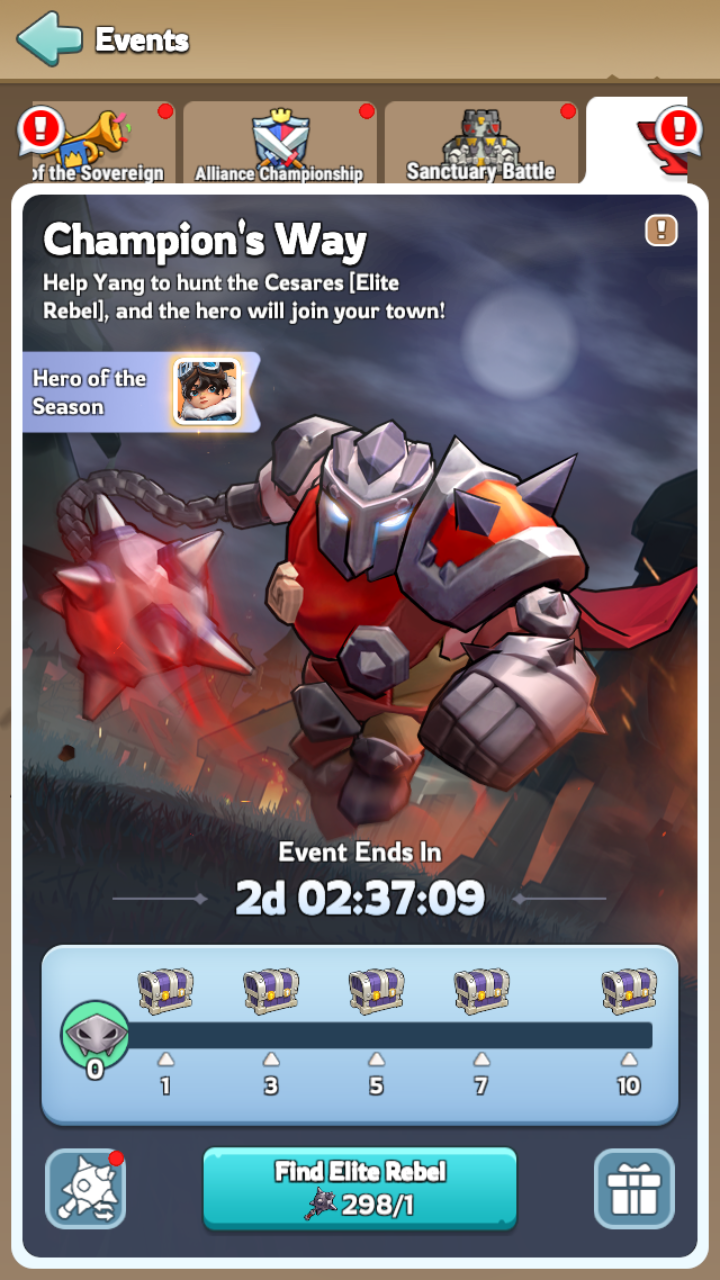 Events
of the Sovereign
Alliance Championship
Sanctuary Battle
Champion's Way
Help Yang to hunt the Cesares [Elite
Rebel], and the hero will join your town!
Hero of the
Season
Event Ends In
2d 02:37:09
0
1
3
5
7
10
Find Elite Rebel
298/1